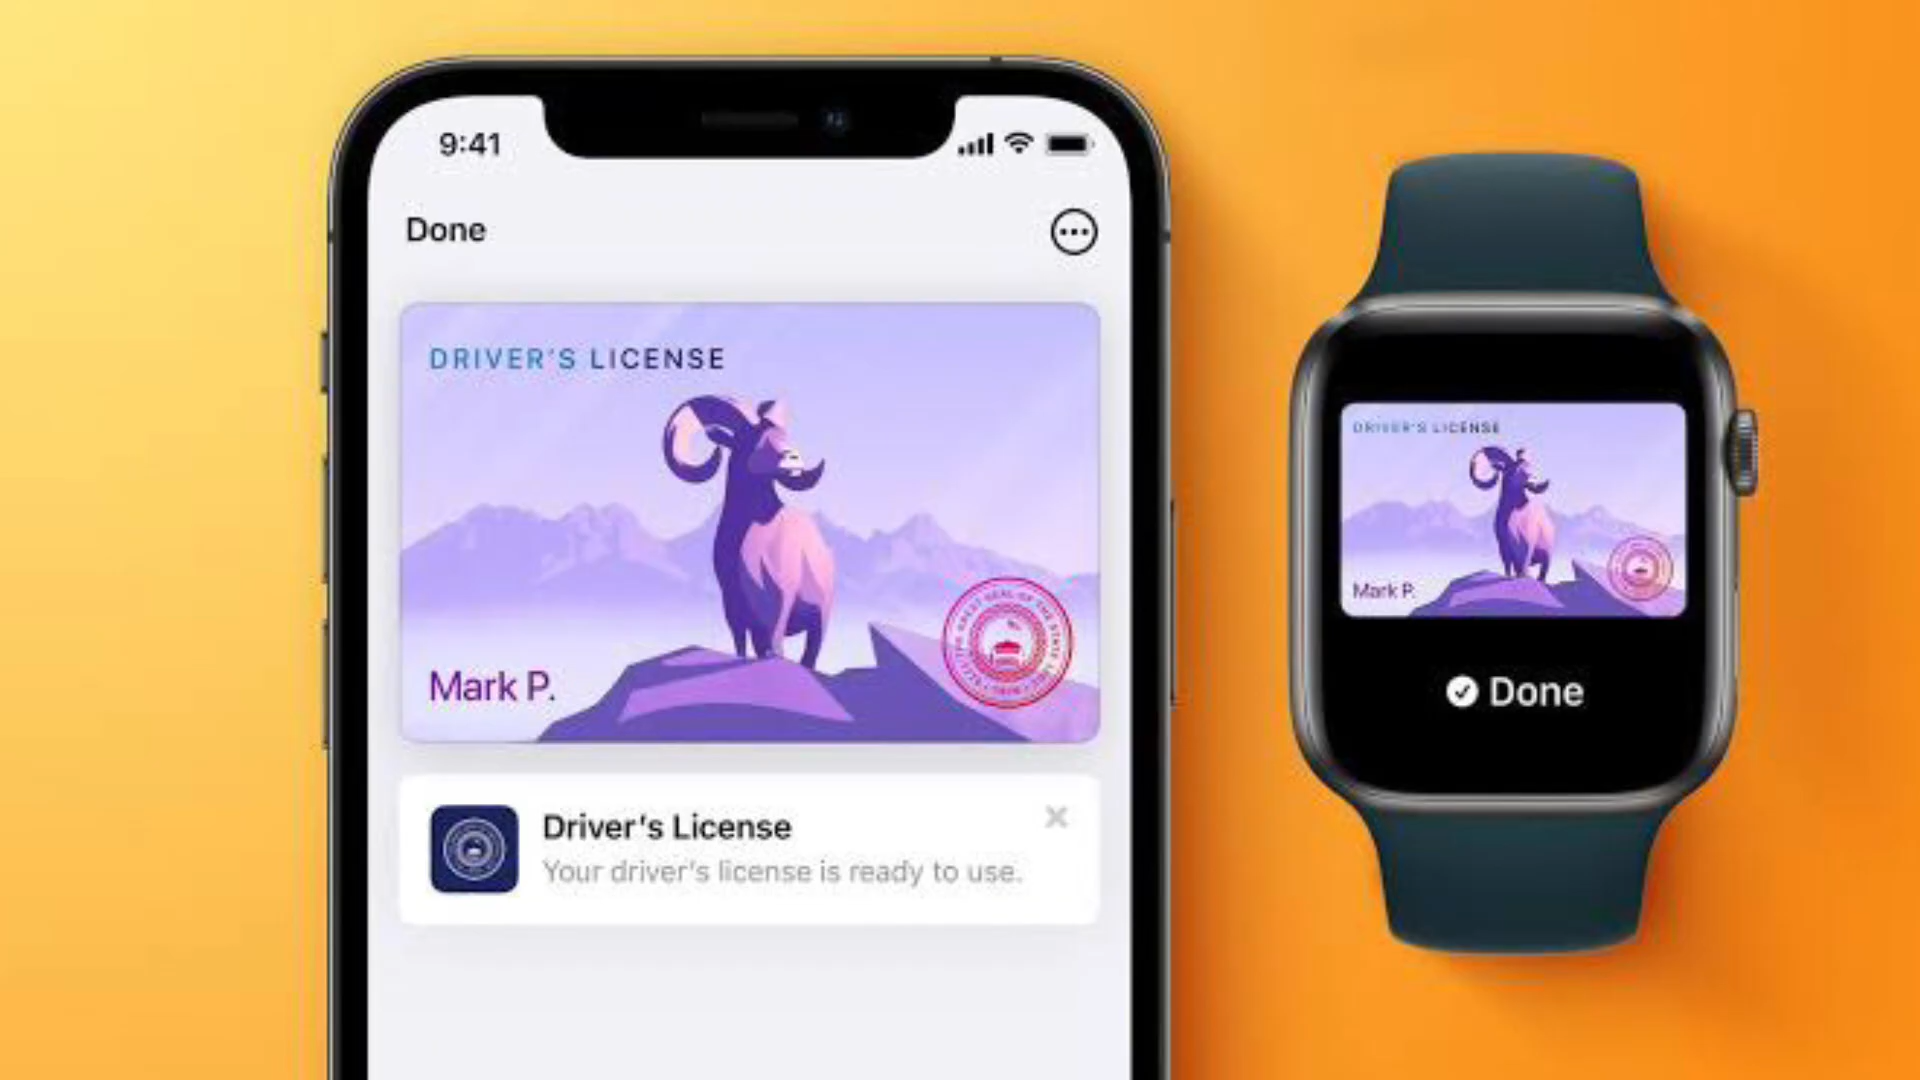 9:41
Done
DRIVER'S LICENSE
Mark P.
Driver's License
Your driver's license is ready to use.
DRIVER'S LICENSE
Mark P.
Done